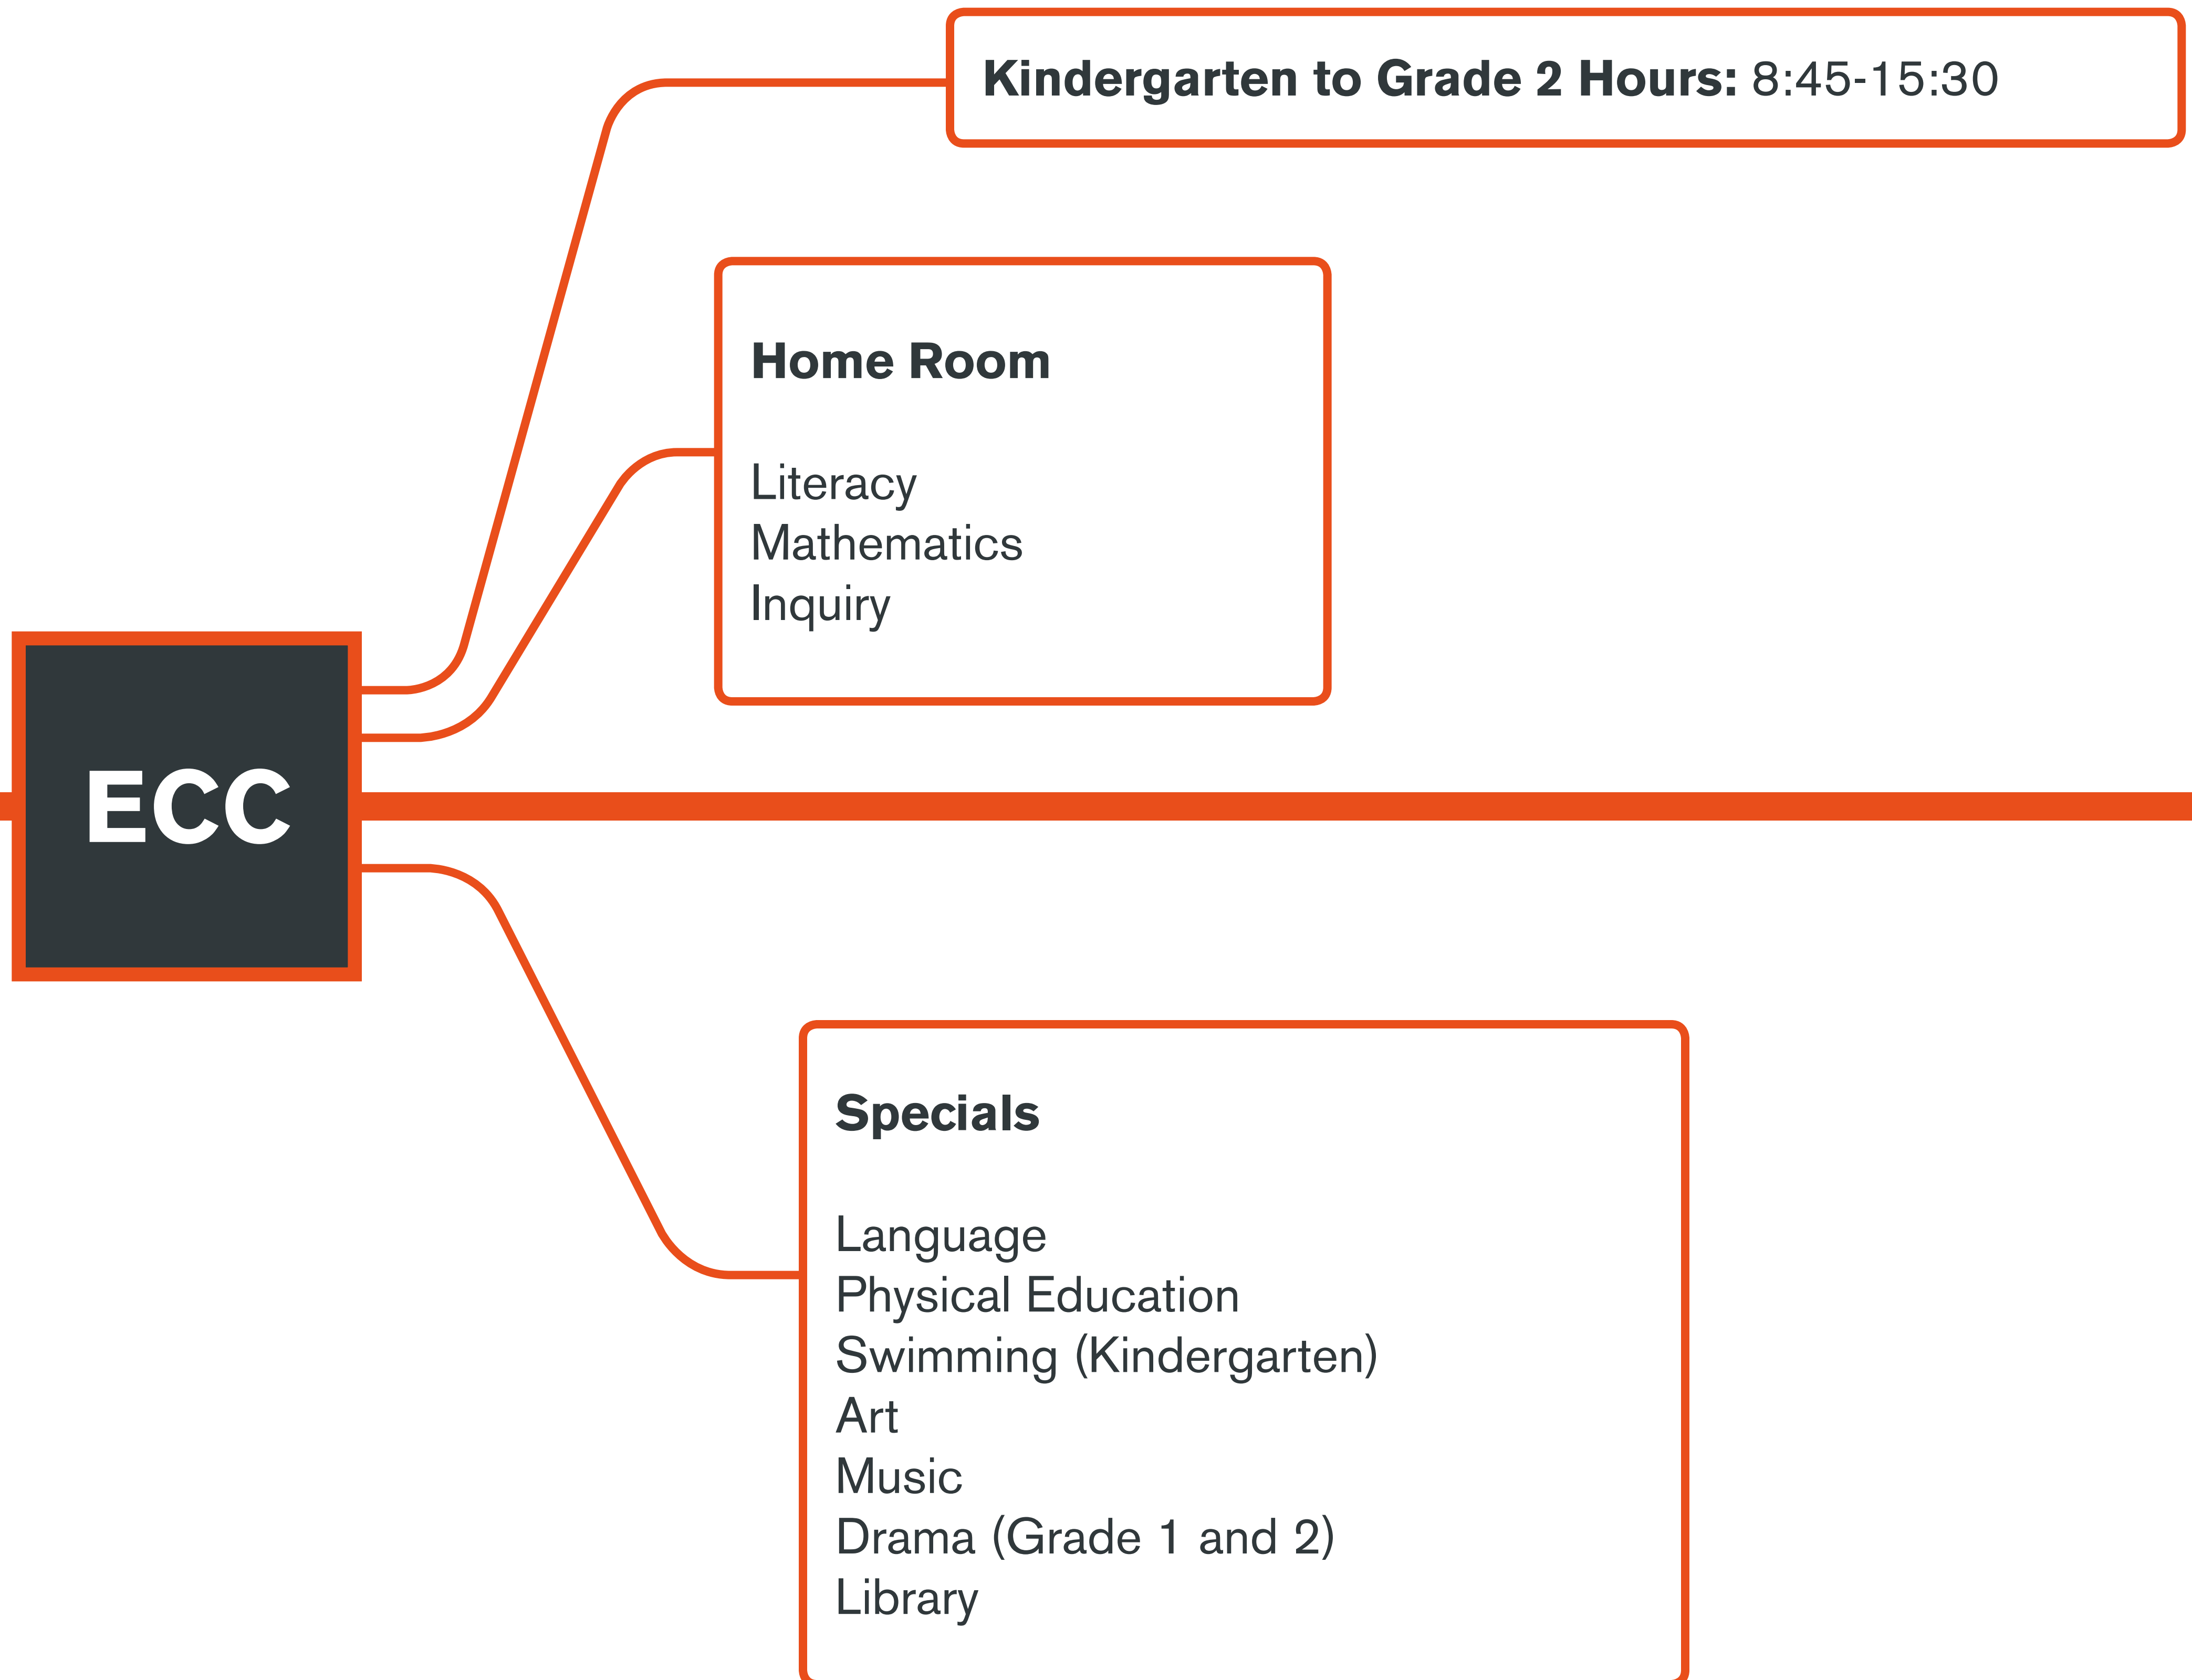 Kindergarten to Grade 2 Hours: 8:45-15:30
Home Room
Literacy
Mathematics
Inquiry
ECC
Specials
Language
Physical Education
Swimming (Kindergarten)
Art
Music
Drama (Grade 1 and 2)
Library